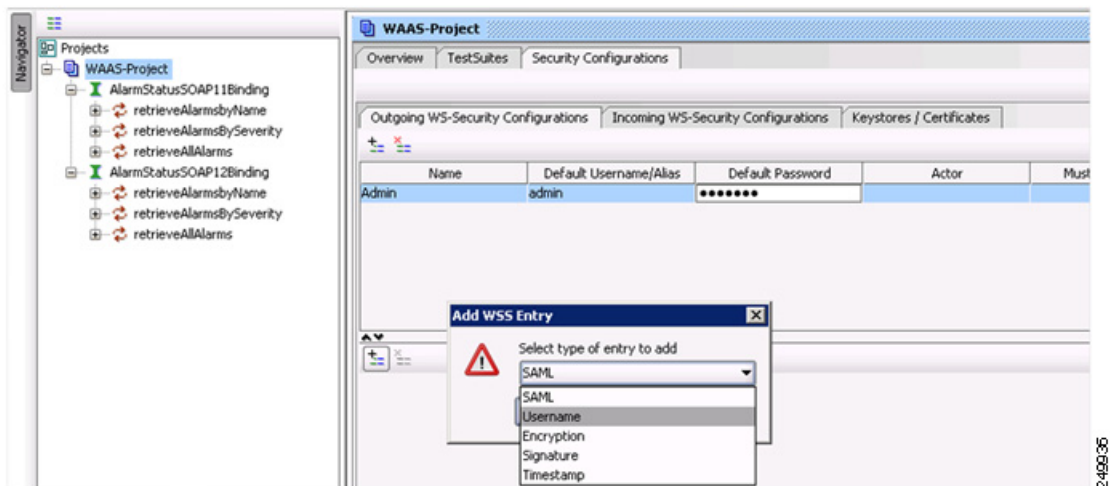 Navigator
Projects
WAAS-Project
AlarmStatusSOAP11Binding
retrieveAlarmsbyName
retrieveAlarmsBySeverity
retrieveAllAlarms
AlarmStatusSOAP12Binding
retrieveAlarmsbyName
retrieveAlarmsBySeverity
retrieveAllAlarms
WAAS-Project
Overview TestSuites Security Configurations
Outgoing WS-Security Configurations Incoming WS-Security Configurations Keystores / Certificates
Name Default Username/Alias Default Password Actor Must
Admin admin •••••••
Add WSS Entry
Select type of entry to add
SAML
SAML
Username
Encryption
Signature
Timestamp
249936